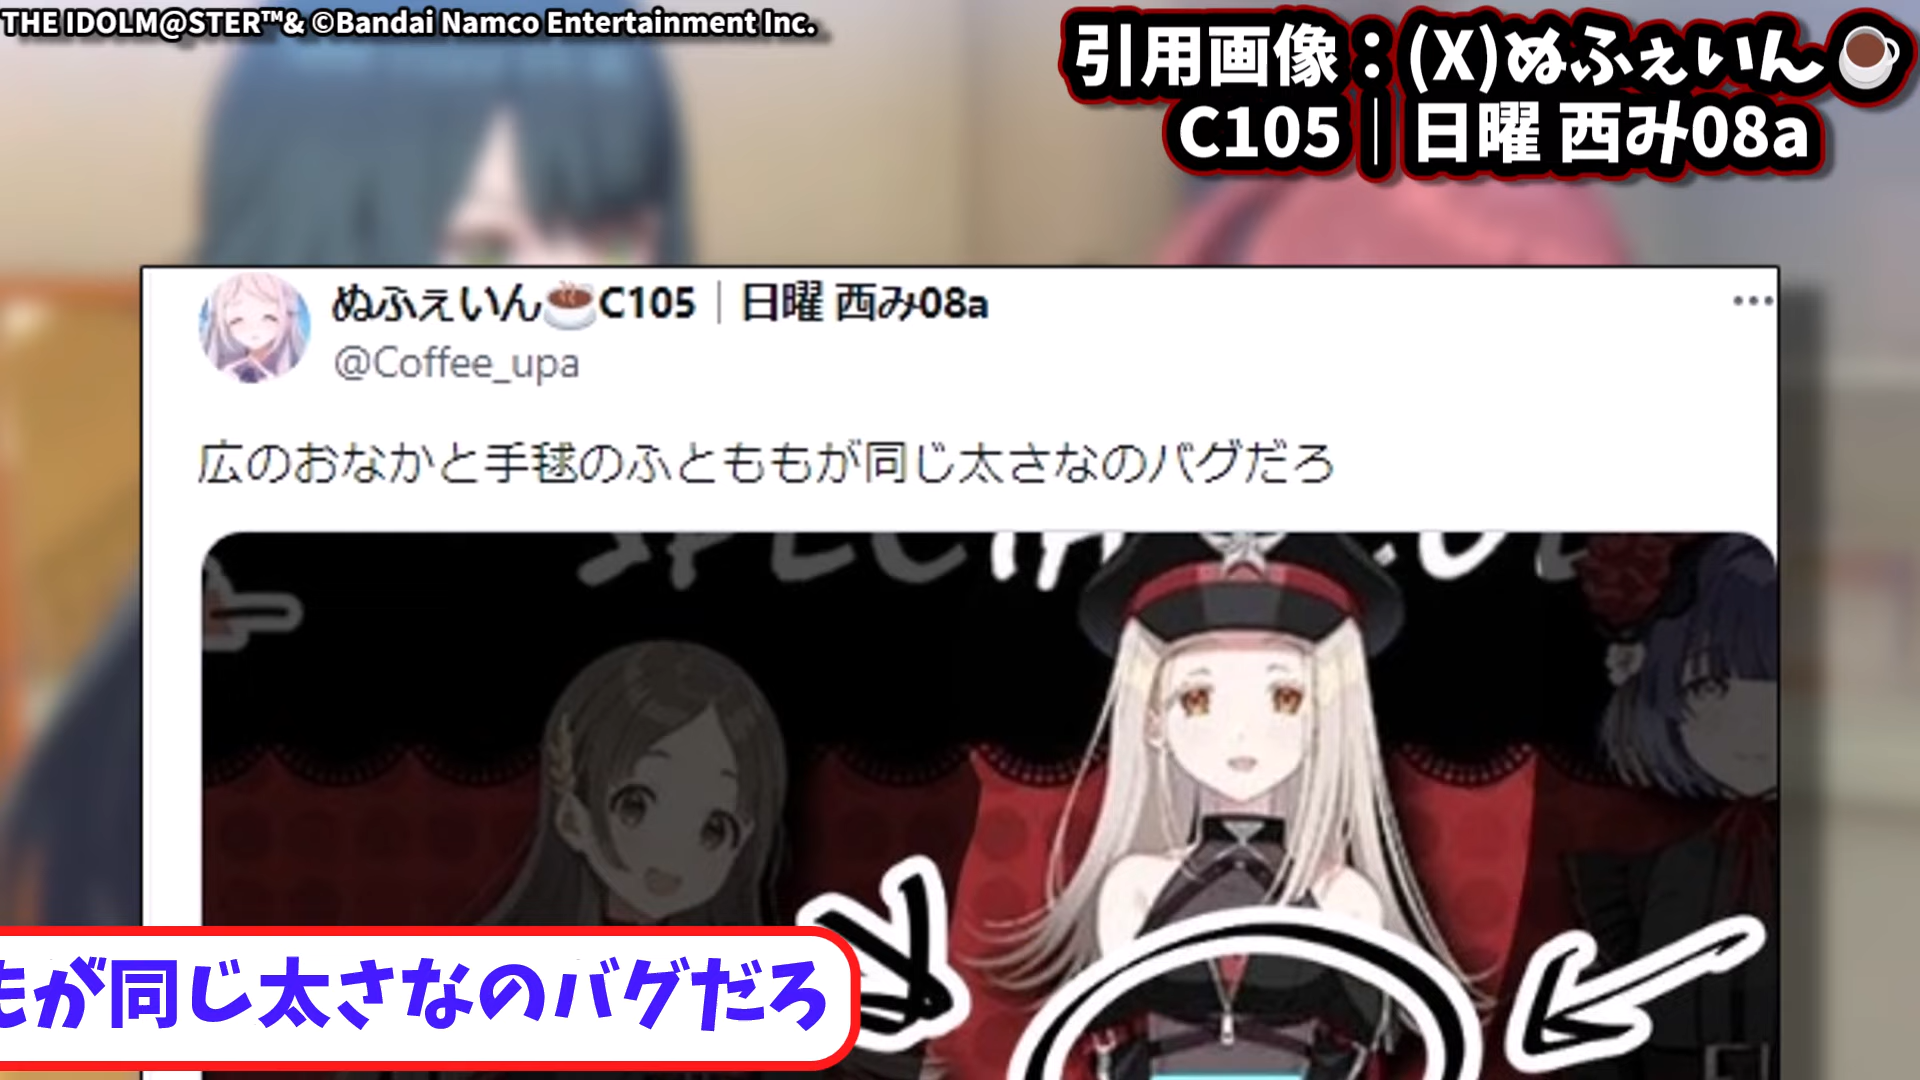 THE IDOLM@STER™& ©Bandai Namco Entertainment Inc.
引用画像：(X)ぬふぇいん☕
C105｜日曜 西み08a
ぬふぇいん☕C105｜日曜 西み08a
@Coffee_upa
広のおなかと手毬のふとももが同じ太さなのバグだろ
もが同じ太さなのバグだろ